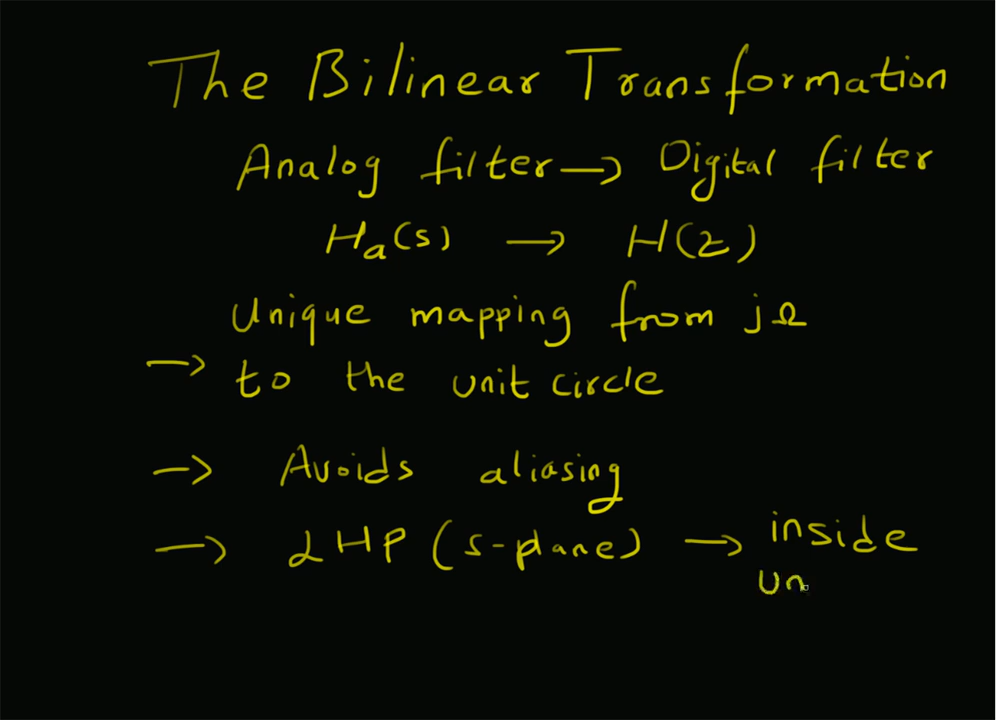 The Bilinear Transformation
Analog filter → Digital filter
Ha(s) → H(z)
Unique mapping from jΩ
→ to the unit circle
→ Avoids aliasing
→ LHP (s-plane) → inside
un